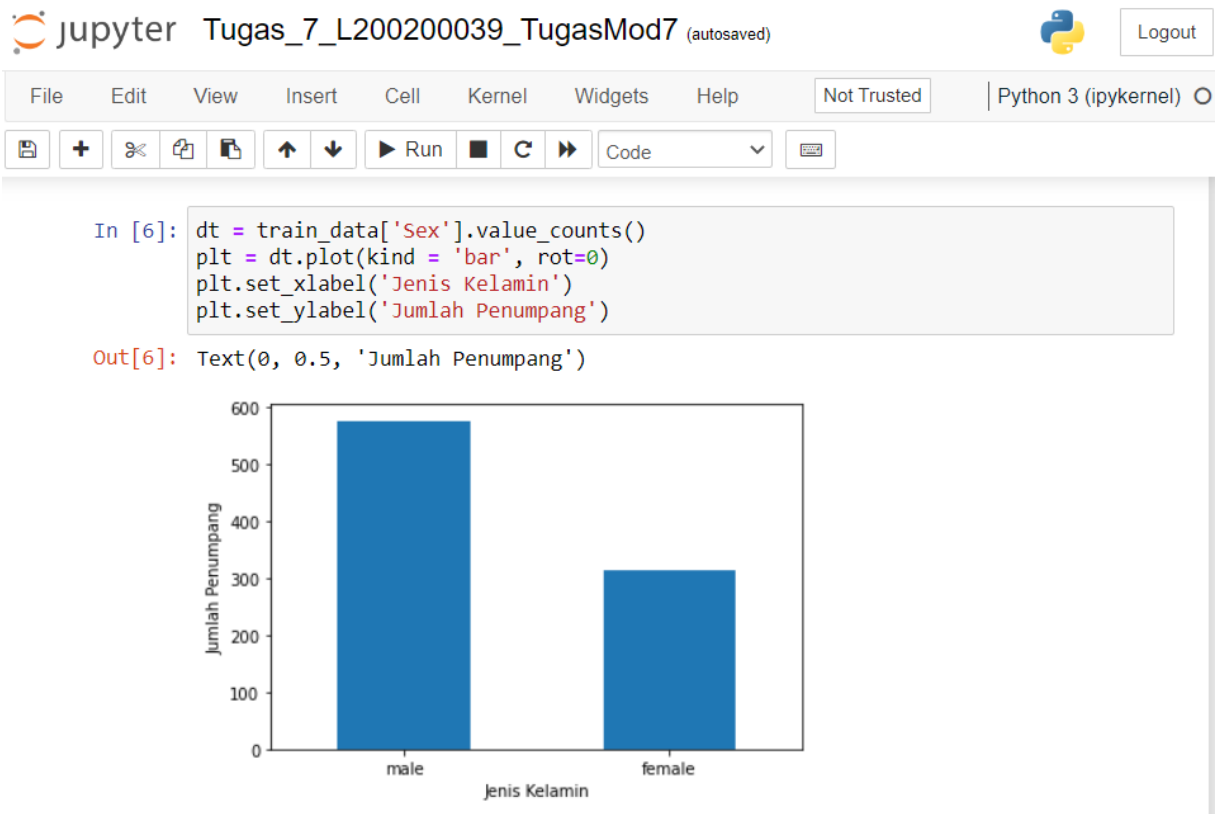 jupyter Tugas_7_L200200039_TugasMod7 (autosaved)
Logout
File Edit View Insert Cell Kernel Widgets Help Not Trusted Python 3 (ipykernel)
Run Code
In [6]: dt = train_data['Sex'].value_counts()
plt = dt.plot(kind = 'bar', rot=0)
plt.set_xlabel('Jenis Kelamin')
plt.set_ylabel('Jumlah Penumpang')
Out[6]: Text(0, 0.5, 'Jumlah Penumpang')
600
500
400
300
200
100
0
Jumlah Penumpang
male female
Jenis Kelamin